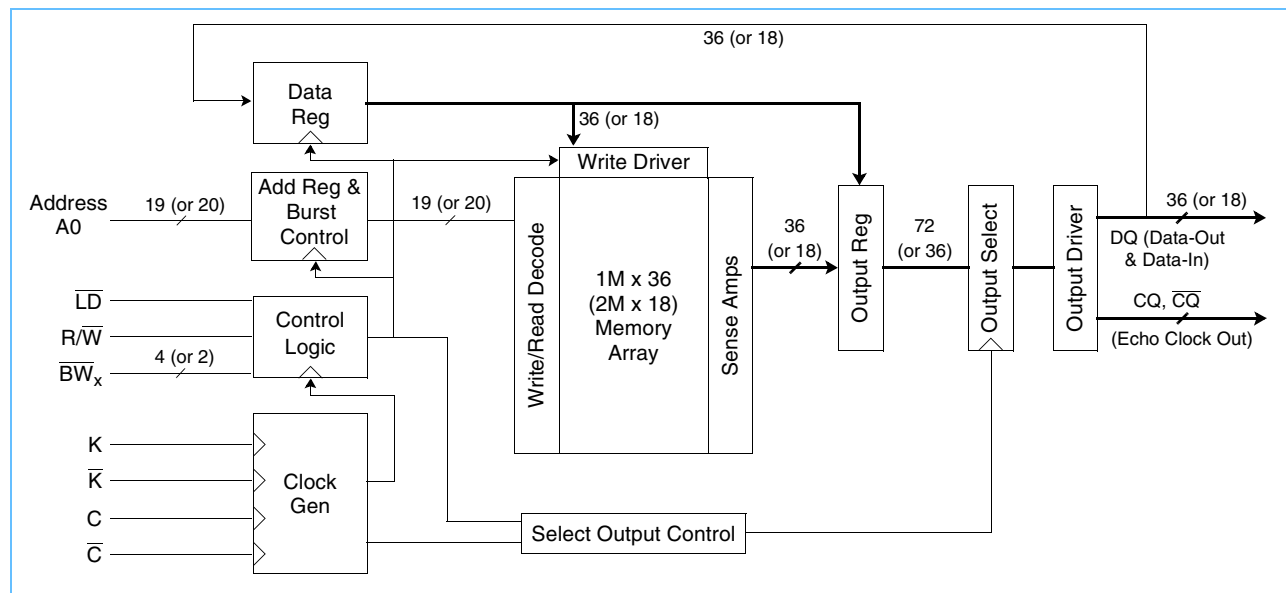 36 (or 18)
Data
Reg
36 (or 18)
Write Driver
Address
A0
19 (or 20)
Add Reg &
Burst
Control
19 (or 20)
Write/Read Decode
1M x 36
(2M x 18)
Memory
Array
Sense Amps
36
(or 18)
Output Reg
72
(or 36)
Output Select
Output Driver
36 (or 18)
DQ (Data-Out
& Data-In)
CQ, C̅Q̅
(Echo Clock Out)
L̅D̅
R/W̅
B̅W̅ₓ
4 (or 2)
Control
Logic
K
K̅
C
C̅
Clock
Gen
Select Output Control